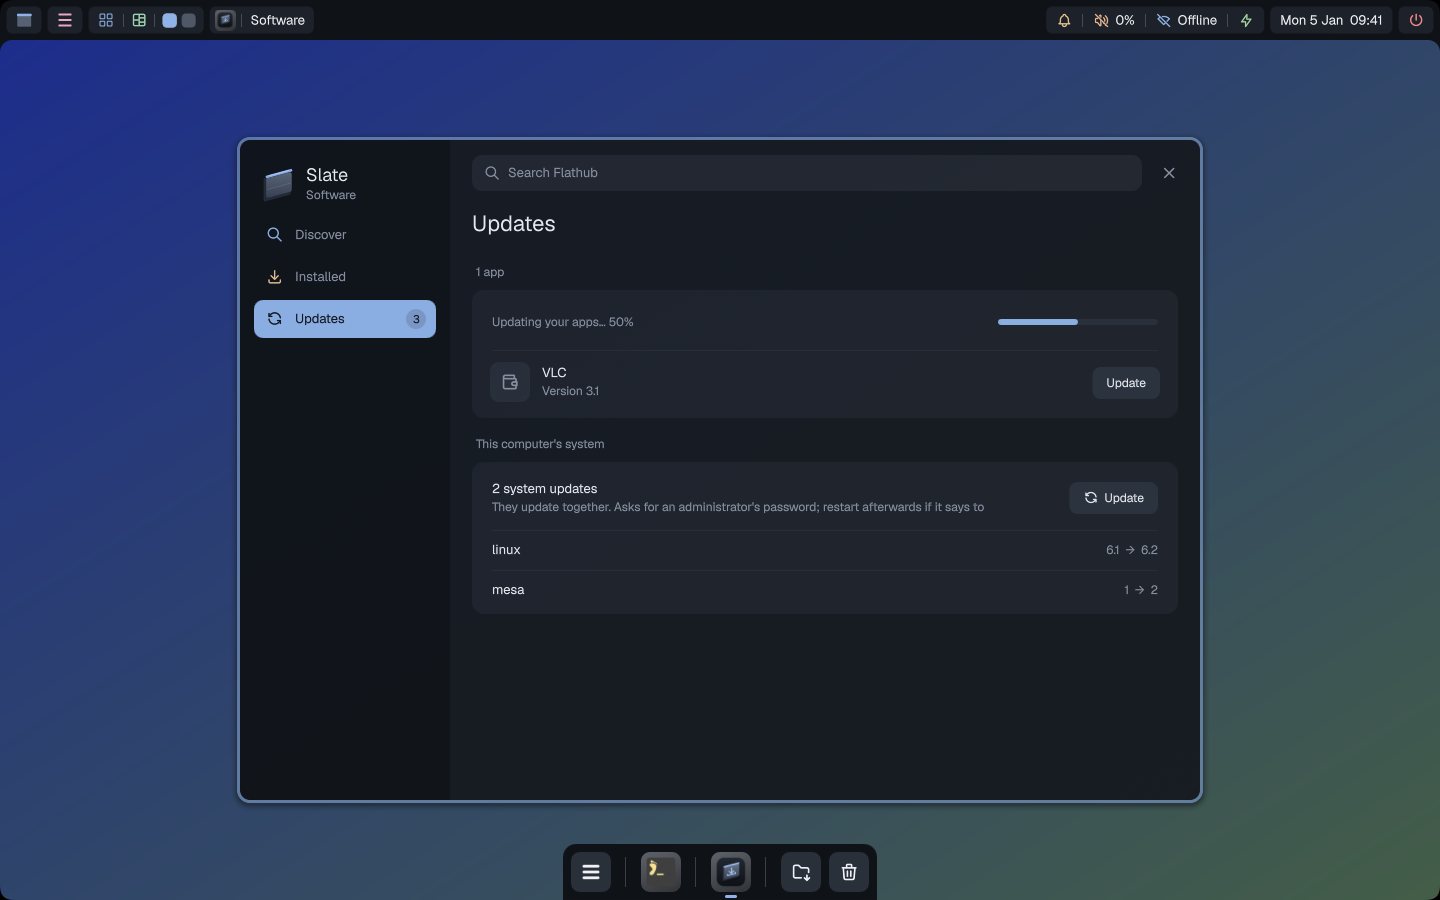 Software
0%
Offline
Mon 5 Jan 09:41
Slate
Software
Discover
Installed
Updates
3
Search Flathub
Updates
1 app
Updating your apps... 50%
VLC
Version 3.1
Update
This computer's system
2 system updates
They update together. Asks for an administrator's password; restart afterwards if it says to
Update
linux
6.1 → 6.2
mesa
1 → 2